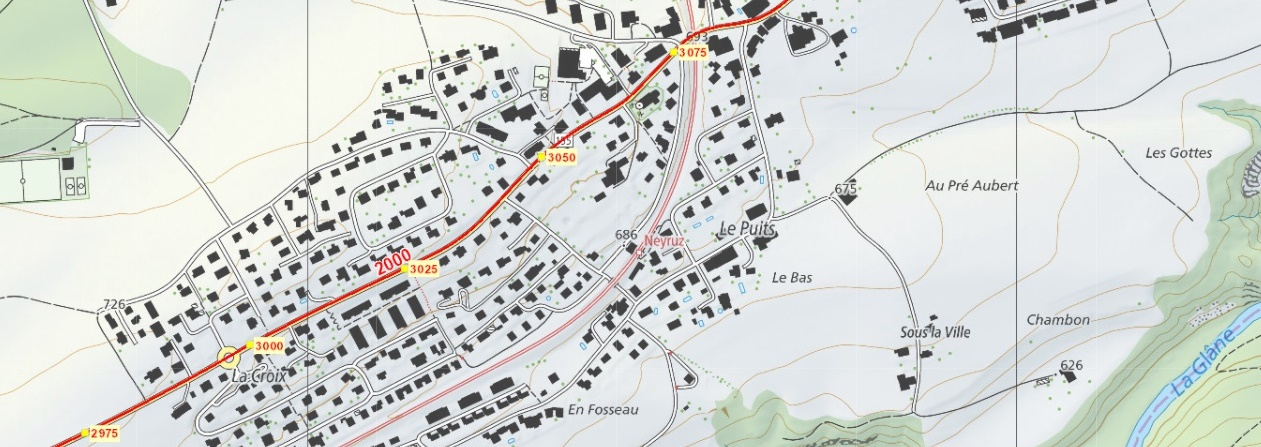 693
3075
135
3050
Les Gottes
675
Au Pré Aubert
Le Puits
686
Neyruz
2000
3025
Le Bas
726
Chambon
Sous la Ville
3000
La Glâne
626
La Croix
En Fosseau
2975